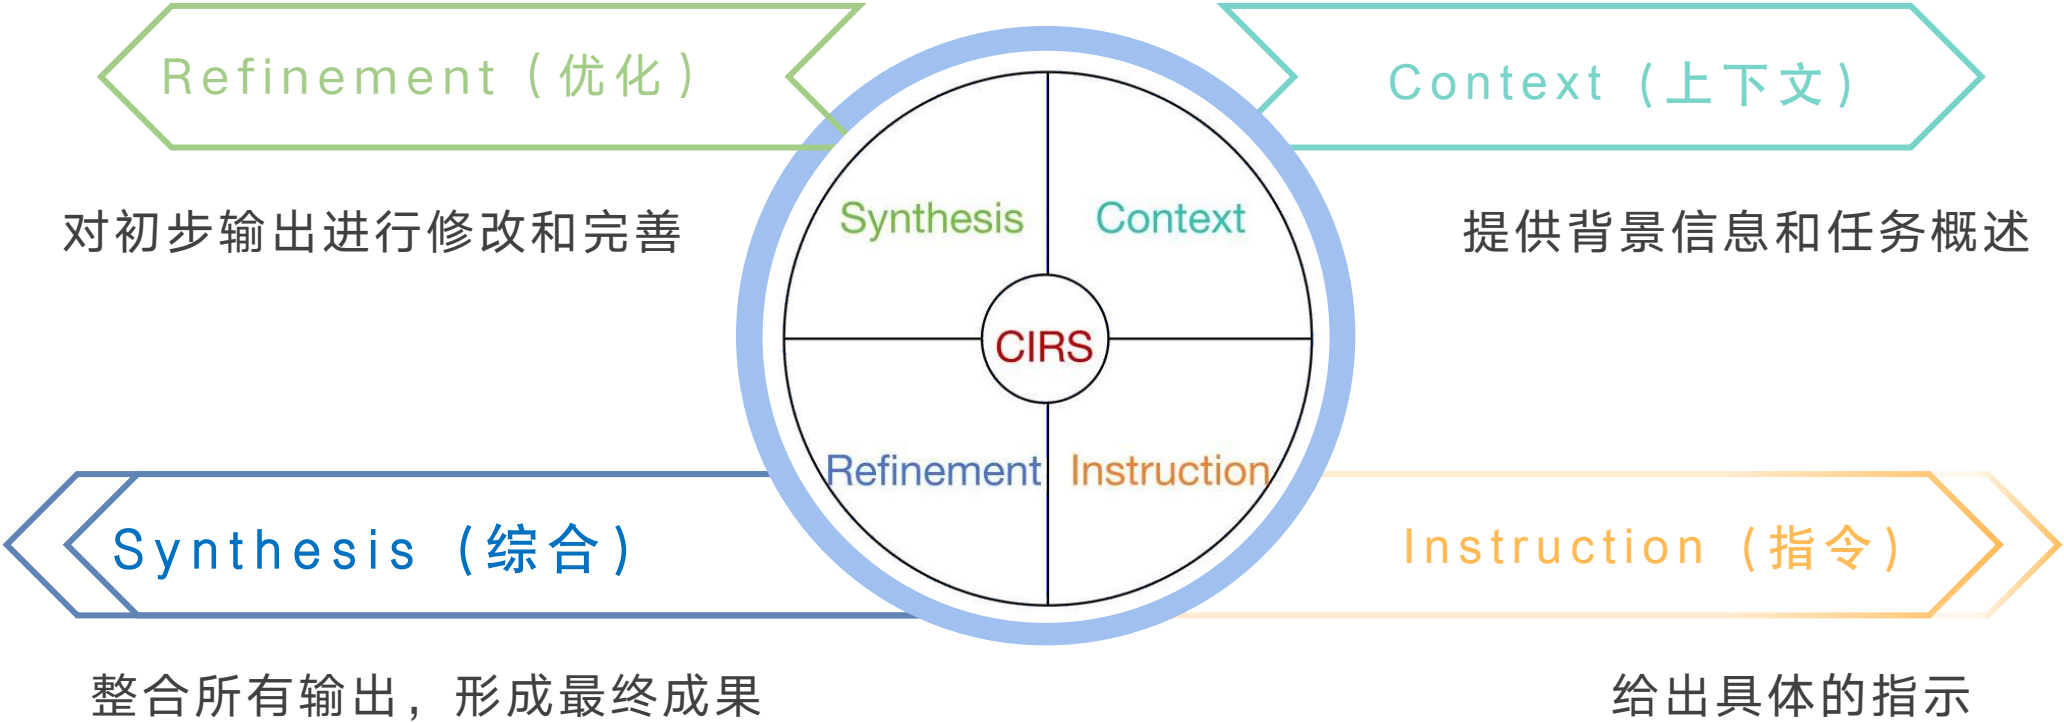 Refinement（优化）
对初步输出进行修改和完善
Context（上下文）
提供背景信息和任务概述
Synthesis
Context
CIRS
Refinement
Instruction
Synthesis（综合）
整合所有输出，形成最终成果
Instruction（指令）
给出具体的指示